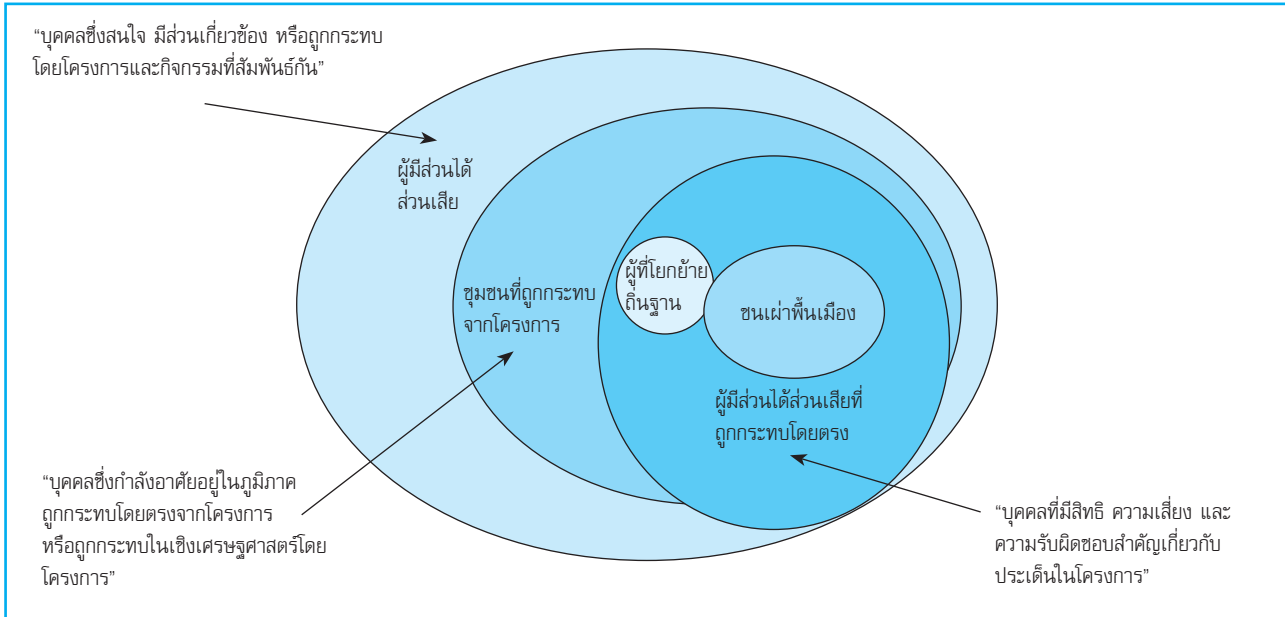 “บุคคลซึ่งสนใจ มีส่วนเกี่ยวข้อง หรือถูกกระทบ
โดยโครงการและกิจกรรมที่สัมพันธ์กัน”
ผู้มีส่วนได้
ส่วนเสีย
ชุมชนที่ถูกกระทบ
จากโครงการ
ผู้ที่โยกย้าย
ถิ่นฐาน
ชนเผ่าพื้นเมือง
ผู้มีส่วนได้ส่วนเสียที่
ถูกกระทบโดยตรง
“บุคคลซึ่งกำลังอาศัยอยู่ในภูมิภาค
ถูกกระทบโดยตรงจากโครงการ
หรือถูกกระทบในเชิงเศรษฐศาสตร์โดย
โครงการ”
“บุคคลที่มีสิทธิ ความเสี่ยง และ
ความรับผิดชอบสำคัญเกี่ยวกับ
ประเด็นในโครงการ”